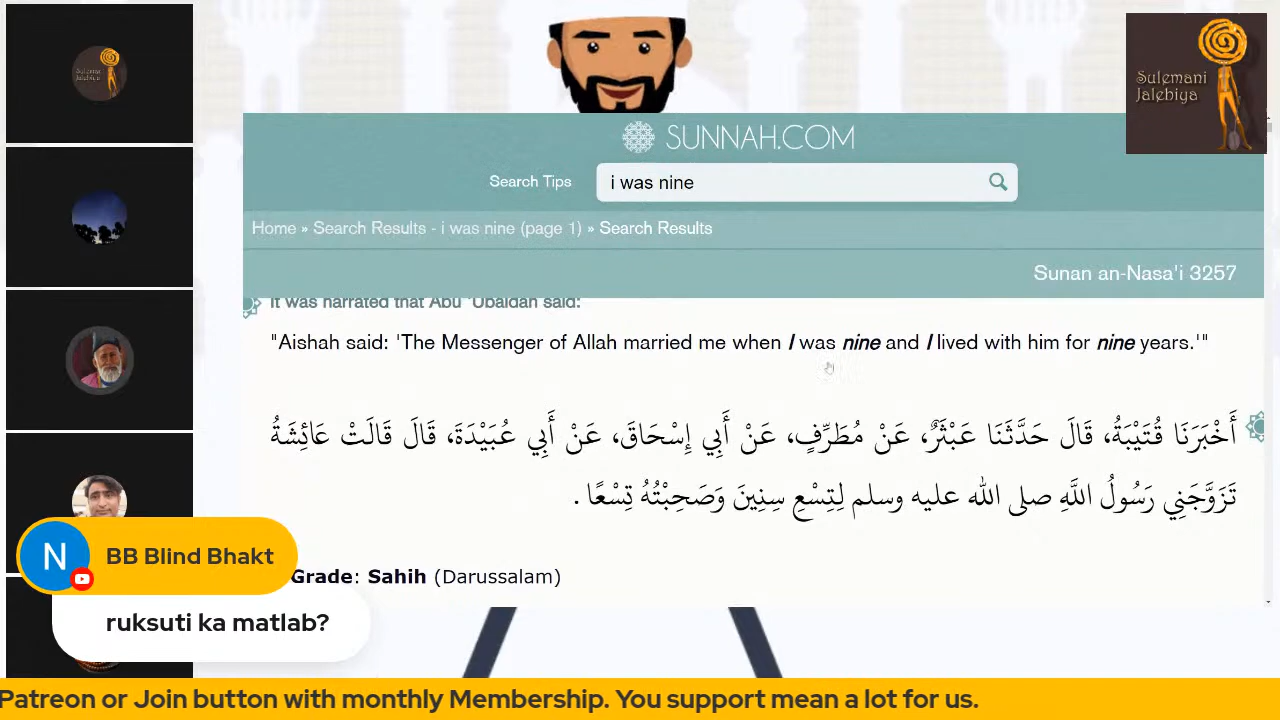 Sulemani
Jalebiya
Sulemani
Jalebiya
SUNNAH.COM
Search Tips
i was nine
Home » Search Results - i was nine (page 1) » Search Results
Sunan an-Nasa'i 3257
It was narrated that Abu 'Ubaidah said:
"Aishah said: 'The Messenger of Allah married me when I was nine and I lived with him for nine years.'"
أَخْبَرَنَا قُتَيْبَةُ، قَالَ حَدَّثَنَا عَبْثَرٌ، عَنْ مُطَرِّفٍ، عَنْ أَبِي إِسْحَاقَ، عَنْ أَبِي عُبَيْدَةَ، قَالَ قَالَتْ عَائِشَةُ
تَزَوَّجَنِي رَسُولُ اللَّهِ صلى الله عليه وسلم لِتِسْعِ سِنِينَ وَصَحِبْتُهُ تِسْعًا ‏.‏
Grade: Sahih (Darussalam)
N
BB Blind Bhakt
ruksuti ka matlab?
Patreon or Join button with monthly Membership. You support mean a lot for us.